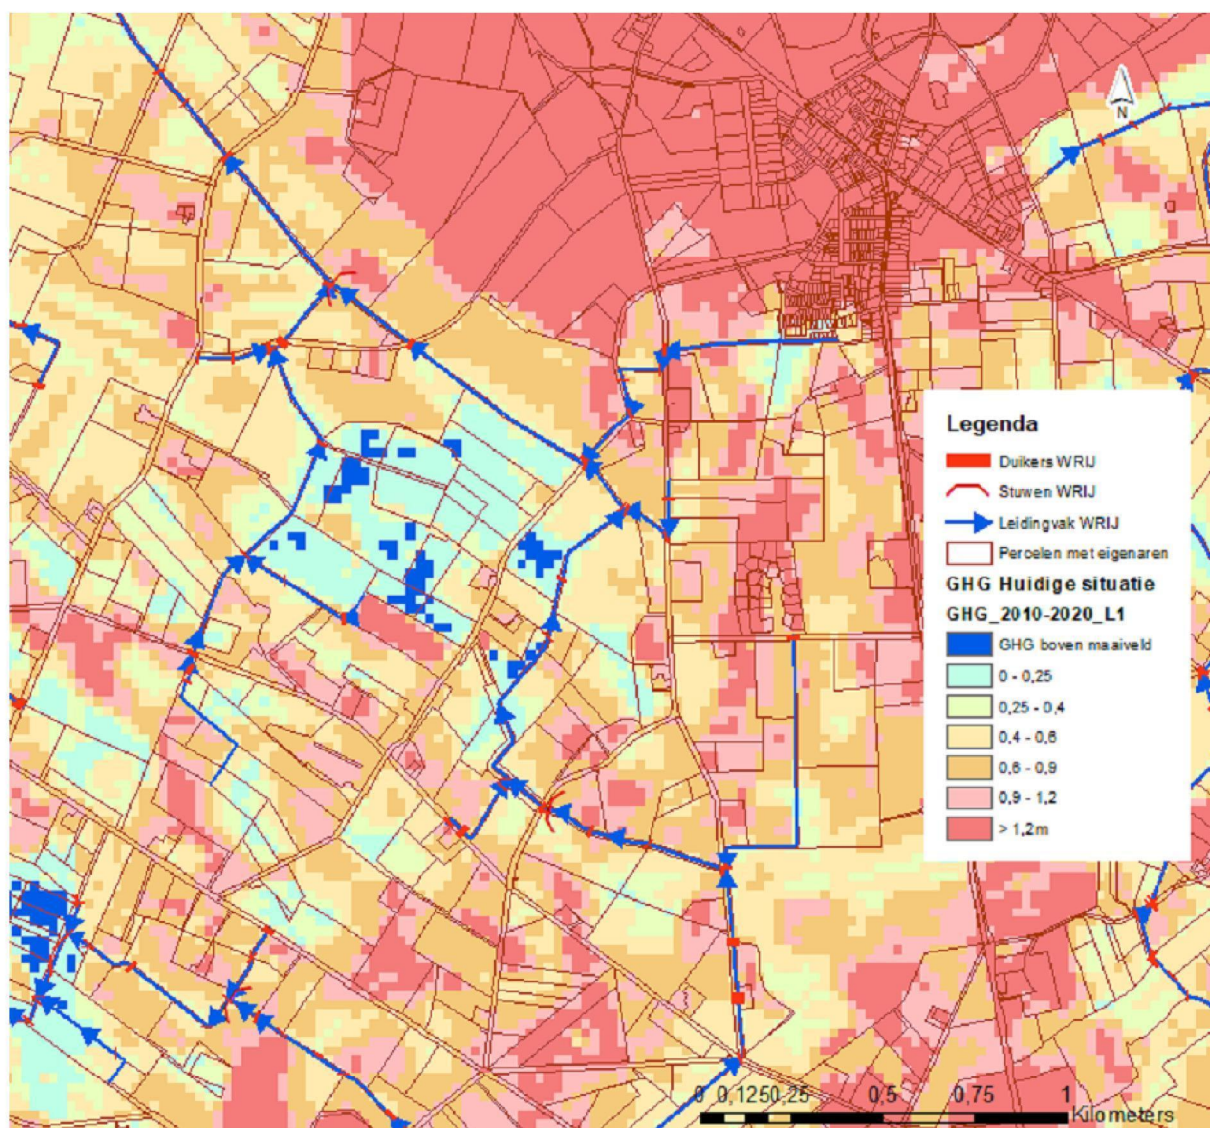 N
Legenda
Duikers WRIJ
Stuwen WRIJ
Leidingvak WRIJ
Percelen met eigenaren
GHG Huidige situatie
GHG_2010-2020_L1
GHG boven maaiveld
0 - 0,25
0,25 - 0,4
0,4 - 0,6
0,6 - 0,9
0,9 - 1,2
> 1,2m
0 0,1250,25 0,5 0,75 1
Kilometers